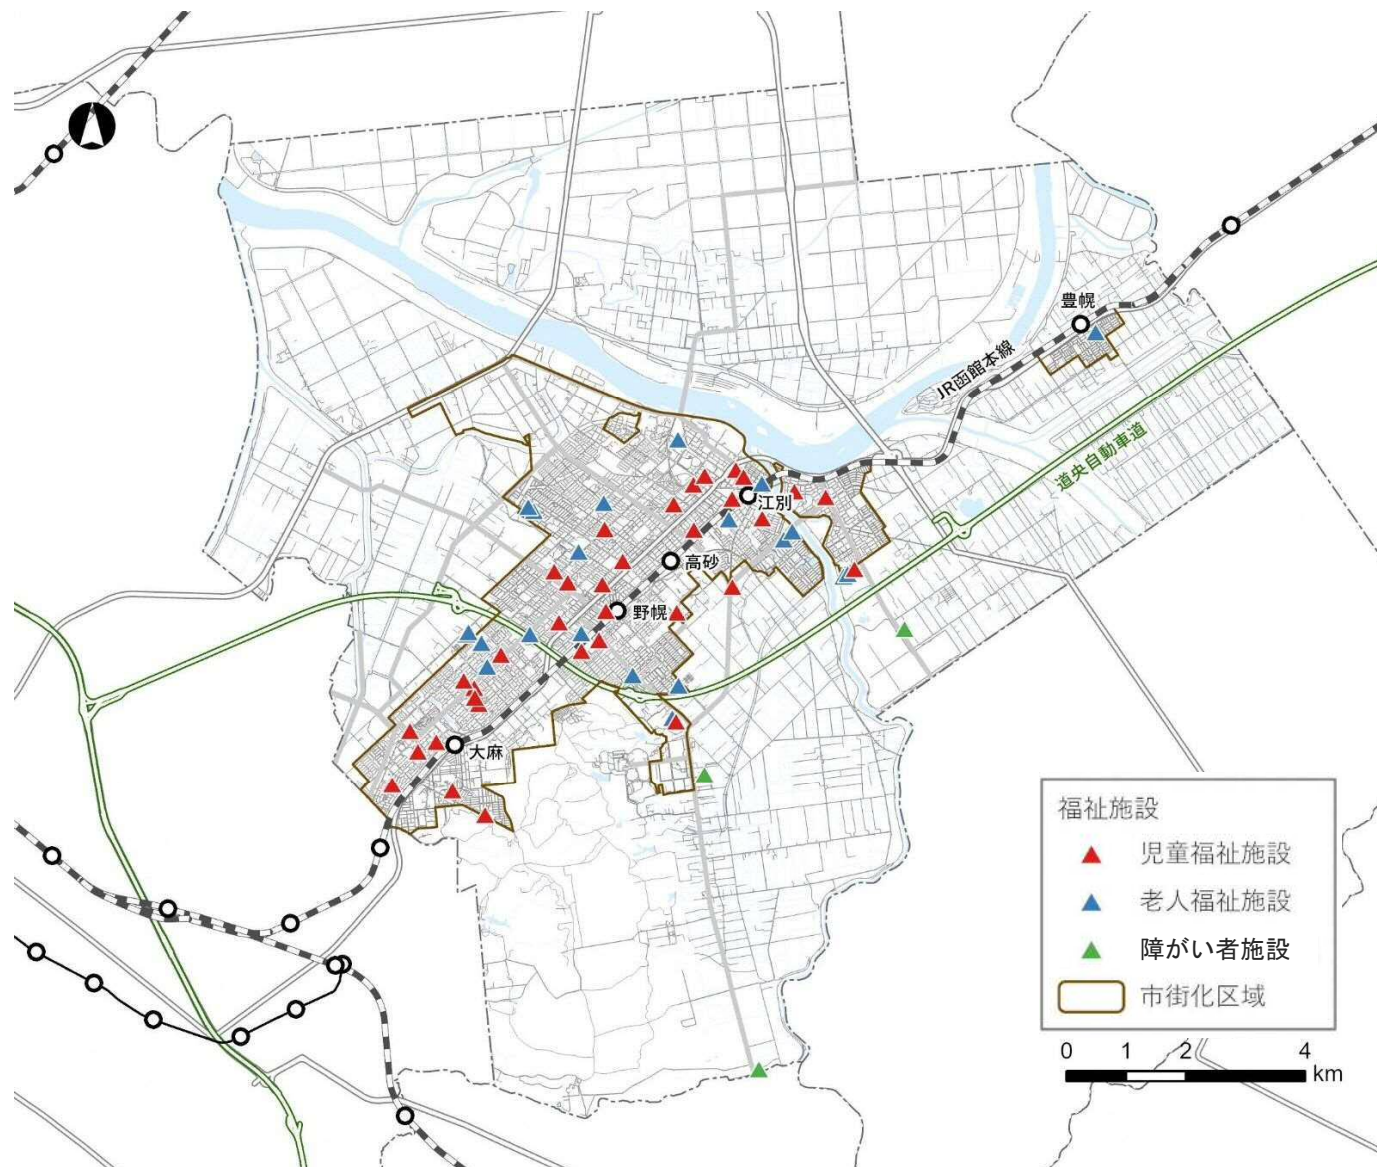 豊幌
JR函館本線
道央自動車道
江別
高砂
野幌
大麻
福祉施設
児童福祉施設
老人福祉施設
障がい者施設
市街化区域
0 1 2 4
km